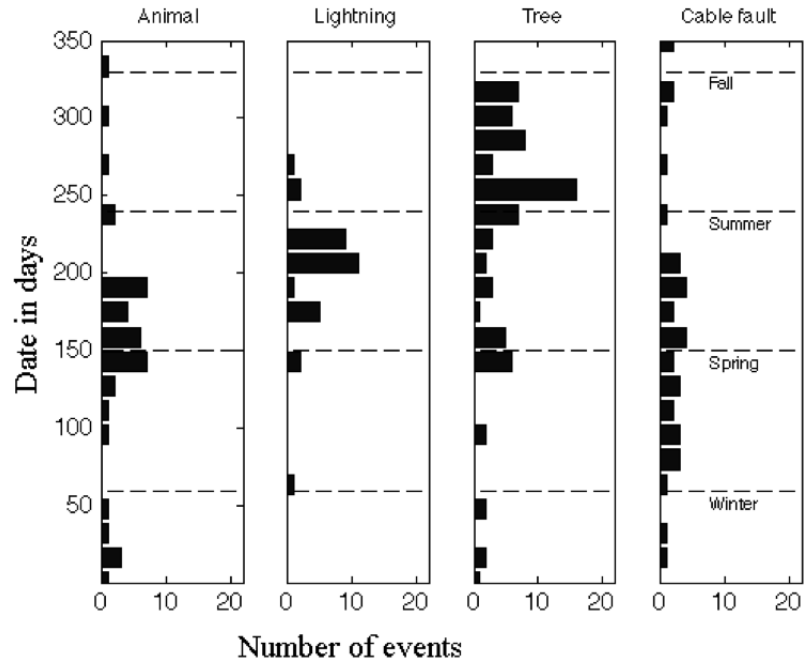 Animal Lightning Tree Cable fault
350
Fall
300
250
Summer
200
Date in days
150
Spring
100
50
Winter
0 10 20 0 10 20 0 10 20 0 10 20
Number of events